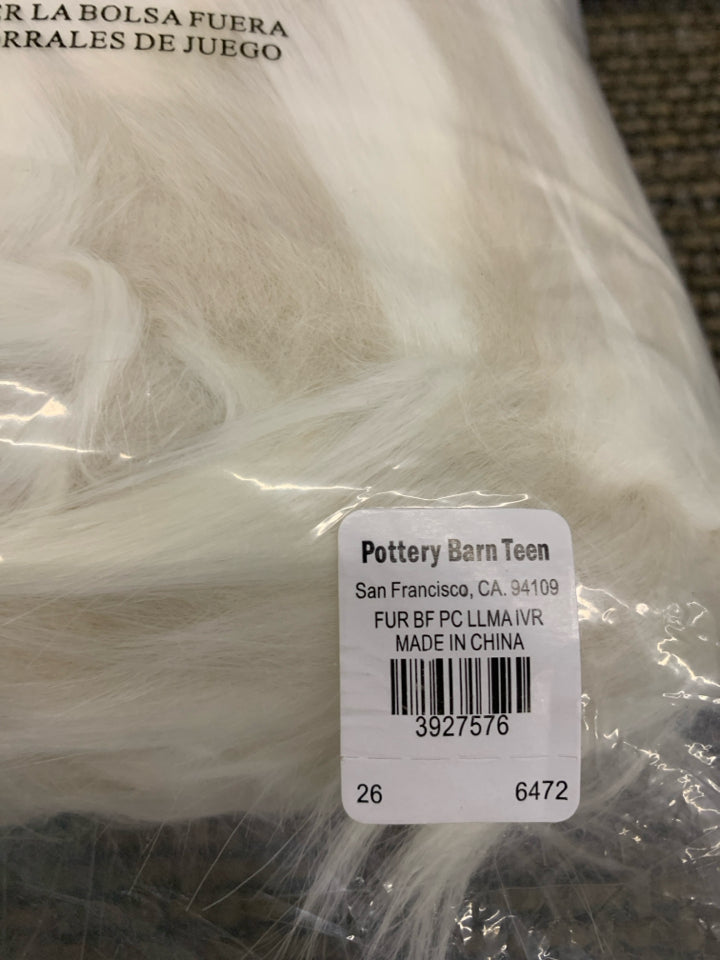 LA BOLSA FUERA
DE JUEGO
Pottery Barn Teen
San Francisco, CA. 94109
FUR BF PC LLMA IVR
MADE IN CHINA
3927576
26 6472